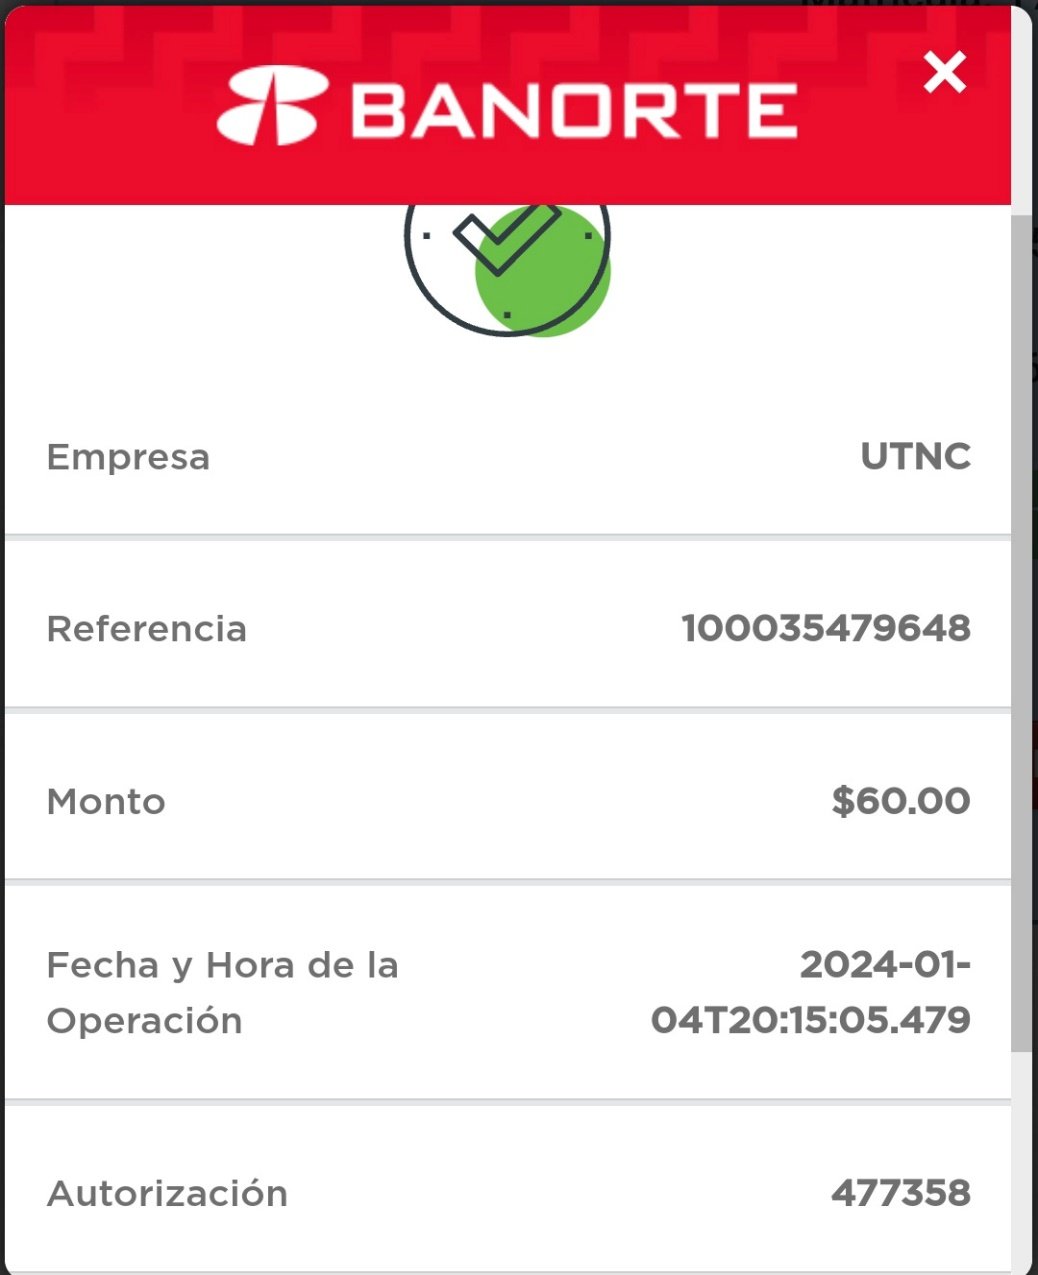 BANORTE
Empresa UTNC
Referencia 100035479648
Monto $60.00
Fecha y Hora de la 2024-01-
Operación 04T20:15:05.479
Autorización 477358